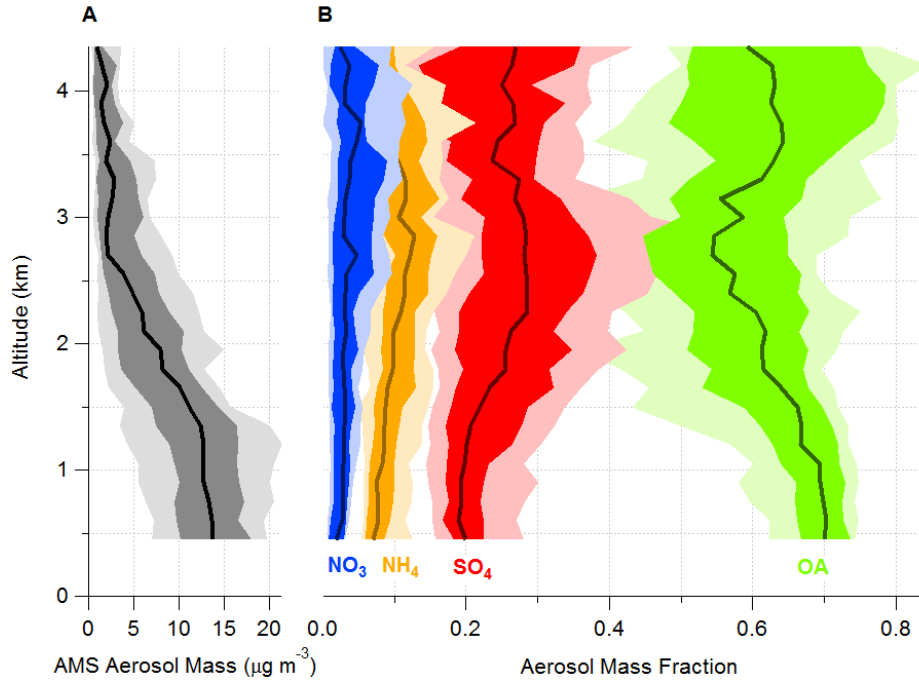 A
B
4
3
2
1
0
Altitude (km)
0 5 10 15 20
AMS Aerosol Mass (μg m⁻³)
NO₃ NH₄ SO₄ OA
0.0 0.2 0.4 0.6 0.8
Aerosol Mass Fraction